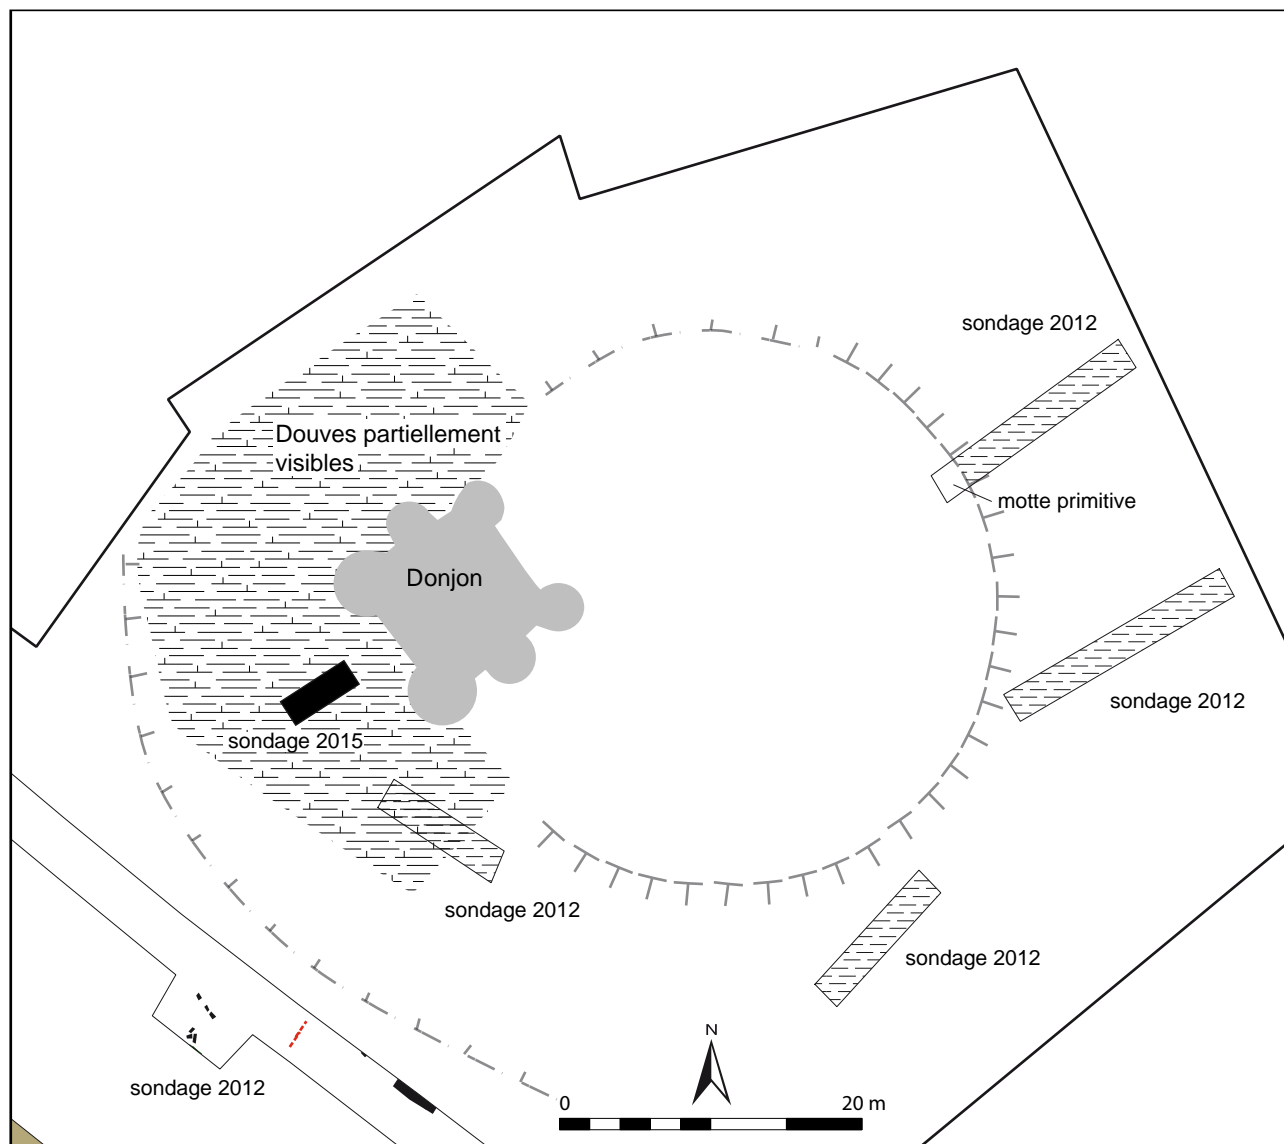 sondage 2012
Douves partiellement
visibles
motte primitive
Donjon
sondage 2012
sondage 2015
sondage 2012
sondage 2012
N
sondage 2012
0
20 m